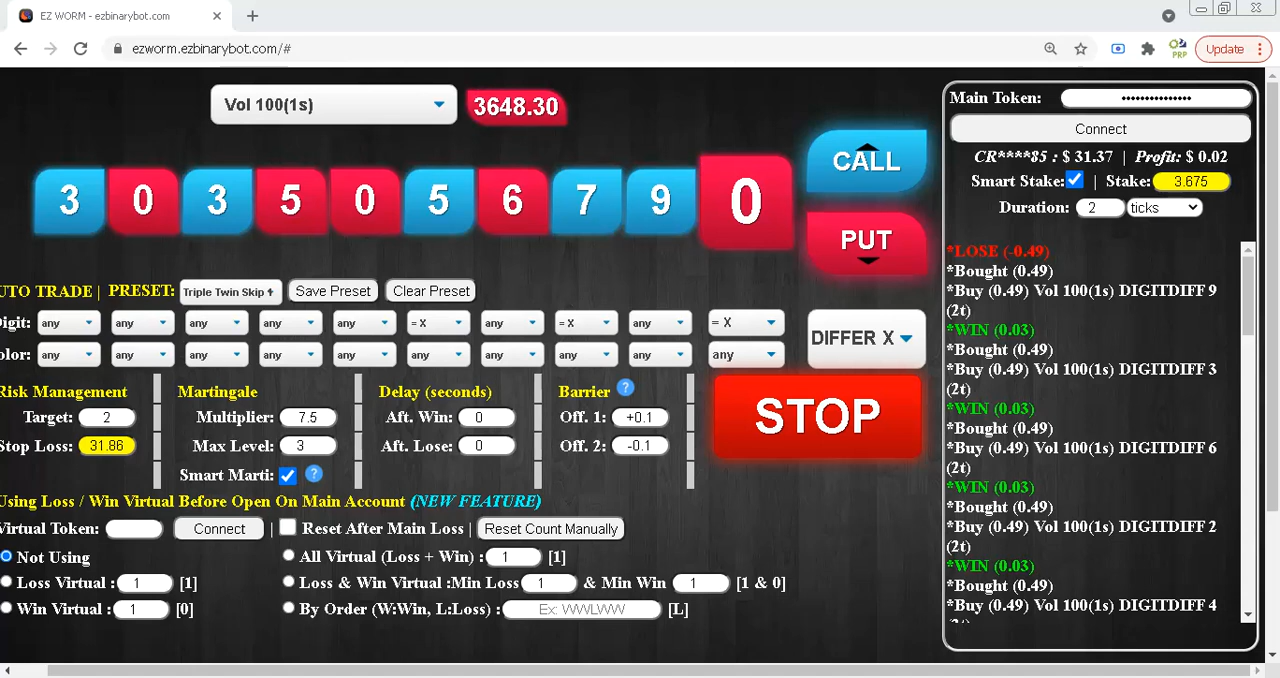 EZ WORM - ezbinarybot.com
ezworm.ezbinarybot.com/#
PRP
Update
Vol 100(1s)
3648.30
3 0 3 5 0 5 6 7 9 0
CALL
PUT
UTO TRADE | PRESET: Triple Twin Skip Save Preset Clear Preset
Digit: any any any any any = X any = X any = X
olor: any any any any any any any any any any
DIFFER X
STOP
Risk Management Martingale Delay (seconds) Barrier ?
Target: 2 Multiplier: 7.5 Aft. Win: 0 Off. 1: +0.1
Stop Loss: 31.86 Max Level: 3 Aft. Lose: 0 Off. 2: -0.1
Smart Marti: ?
Using Loss / Win Virtual Before Open On Main Account (NEW FEATURE)
Virtual Token: Connect | Reset After Main Loss | Reset Count Manually
Not Using All Virtual (Loss + Win) : 1 [1]
Loss Virtual : 1 [1] Loss & Win Virtual :Min Loss 1 & Min Win 1 [1 & 0]
Win Virtual : 1 [0] By Order (W:Win, L:Loss) : Ex: WWLWW [L]
Main Token: •••••••••••••••
Connect
CR****85 : $ 31.37 | Profit: $ 0.02
Smart Stake: | Stake: 3.675
Duration: 2 ticks
*LOSE (-0.49)
*Bought (0.49)
*Buy (0.49) Vol 100(1s) DIGITDIFF 9
(2t)
*WIN (0.03)
*Bought (0.49)
*Buy (0.49) Vol 100(1s) DIGITDIFF 3
(2t)
*WIN (0.03)
*Bought (0.49)
*Buy (0.49) Vol 100(1s) DIGITDIFF 6
(2t)
*WIN (0.03)
*Bought (0.49)
*Buy (0.49) Vol 100(1s) DIGITDIFF 2
(2t)
*WIN (0.03)
*Bought (0.49)
*Buy (0.49) Vol 100(1s) DIGITDIFF 4